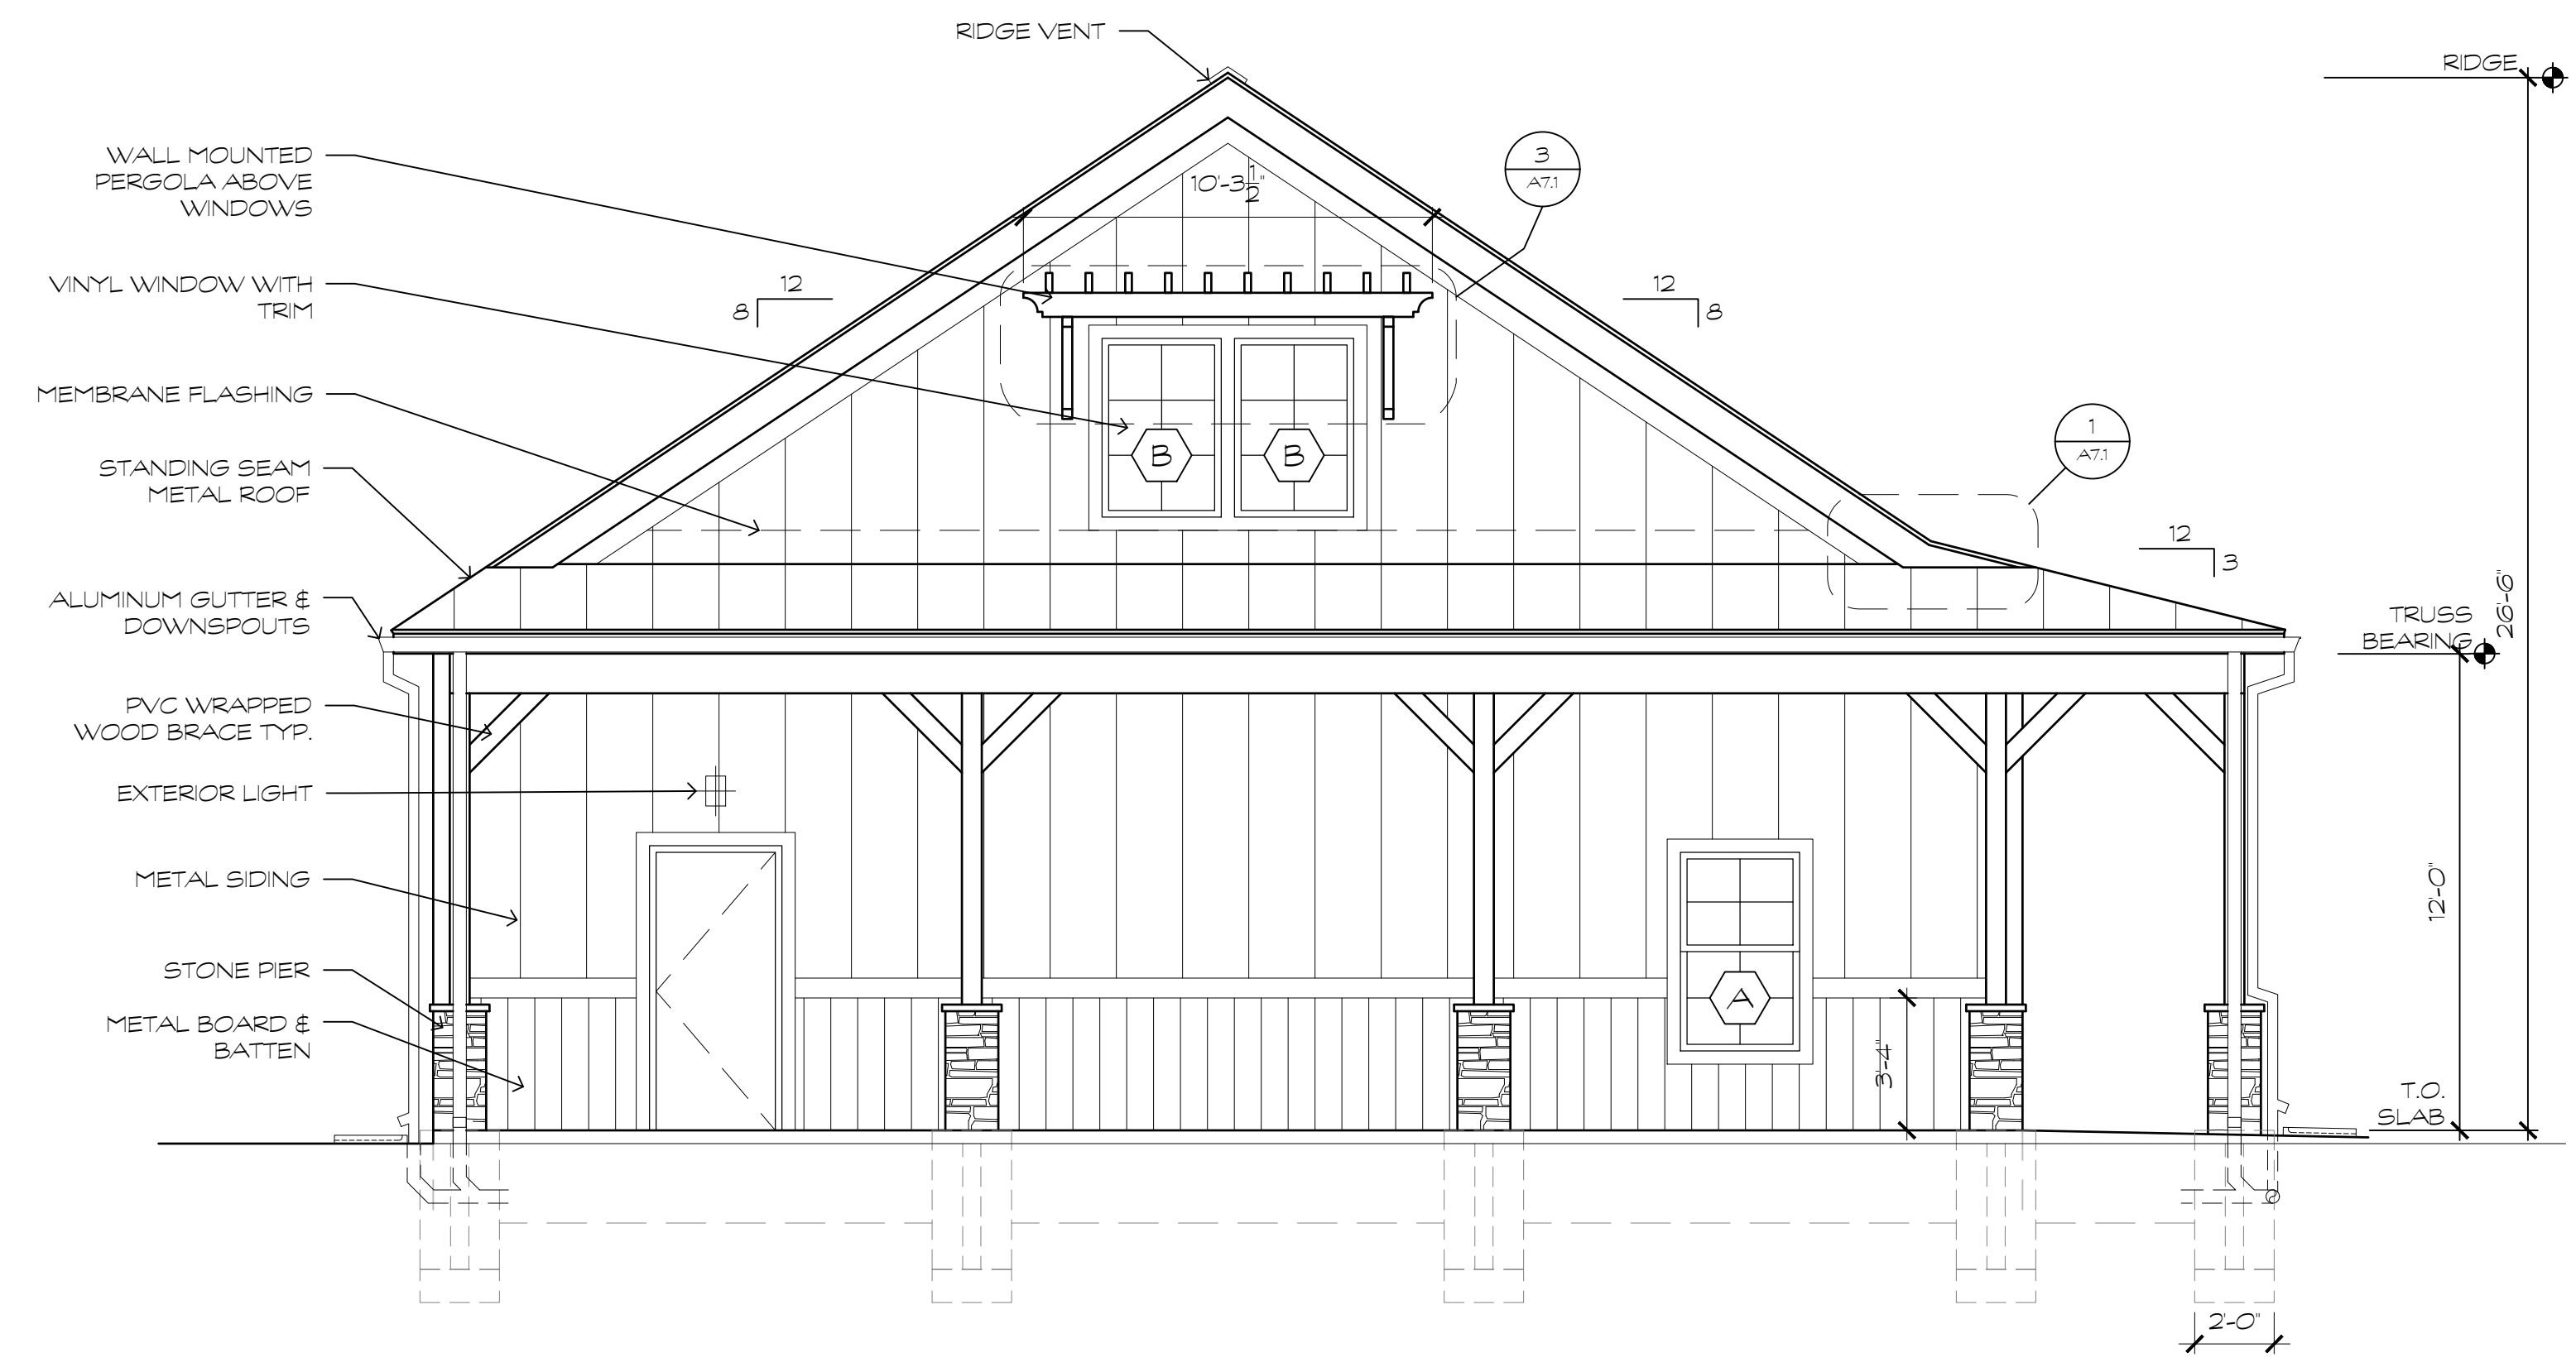 RIDGE VENT
RIDGE
WALL MOUNTED
PERGOLA ABOVE
WINDOWS
10'-3 1/2"
3
A7.1
VINYL WINDOW WITH
TRIM
12
8
12
8
MEMBRANE FLASHING
1
A7.1
STANDING SEAM
METAL ROOF
B
B
12
3
ALUMINUM GUTTER &
DOWNSPOUTS
TRUSS
BEARING
26'-6"
PVC WRAPPED
WOOD BRACE TYP.
EXTERIOR LIGHT
METAL SIDING
12'-0"
STONE PIER
A
METAL BOARD &
BATTEN
3'-4"
T.O.
SLAB
2'-0"